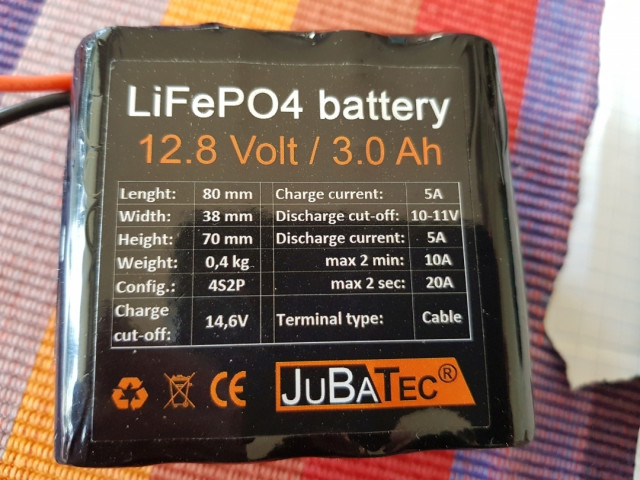 LiFePO4 battery
12.8 Volt / 3.0 Ah
Lenght: 80 mm Charge current: 5A
Width: 38 mm Discharge cut-off: 10-11V
Height: 70 mm Discharge current: 5A
Weight: 0,4 kg max 2 min: 10A
Config.: 4S2P max 2 sec: 20A
Charge
cut-off: 14,6V Terminal type: Cable
CE JUBATEC®